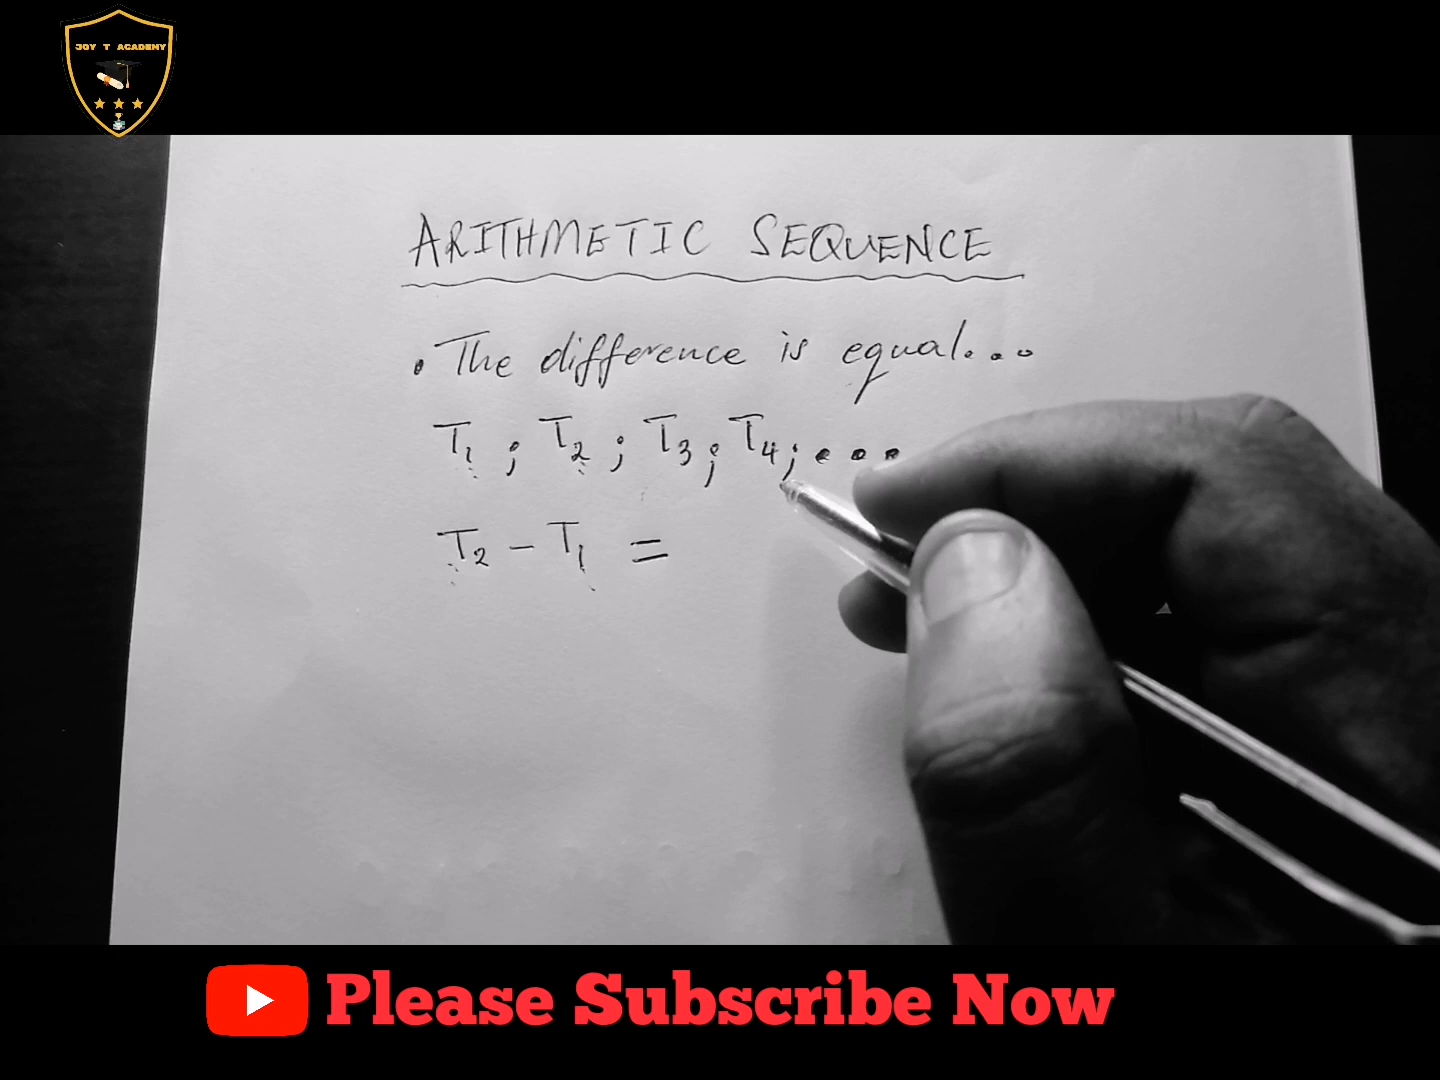 JOY T ACADEMY
ARITHMETIC SEQUENCE
• The difference is equal...
T₁ ; T₂ ; T₃ ; T₄ ; ...
T₂ - T₁ =
Please Subscribe Now